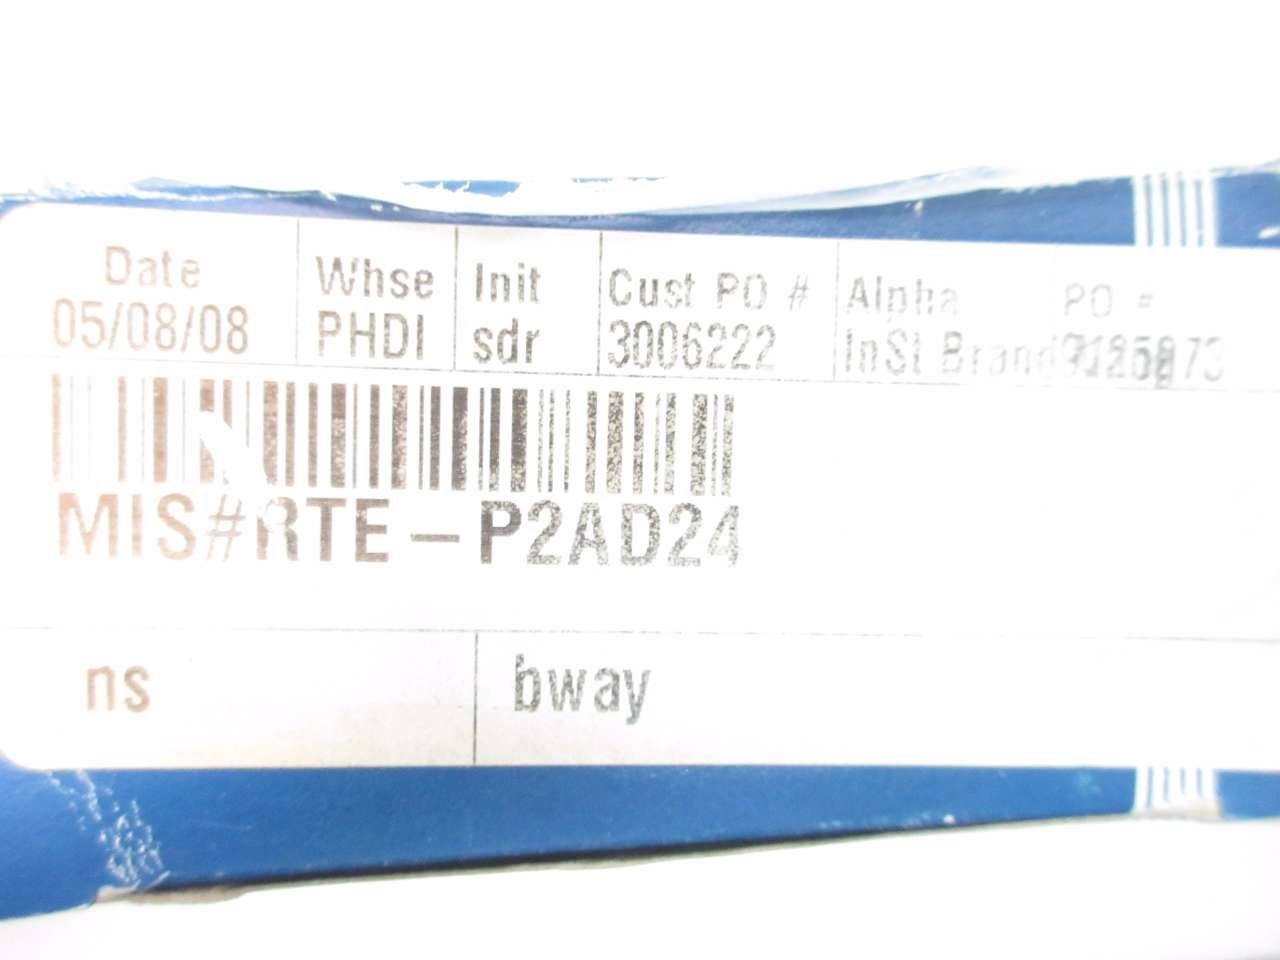 Date Whse Init Cust PO # Alpha PO #
05/08/08 PHDI sdr 3006222 InSt Brand
MIS#RTE-P2AD24
ns bway